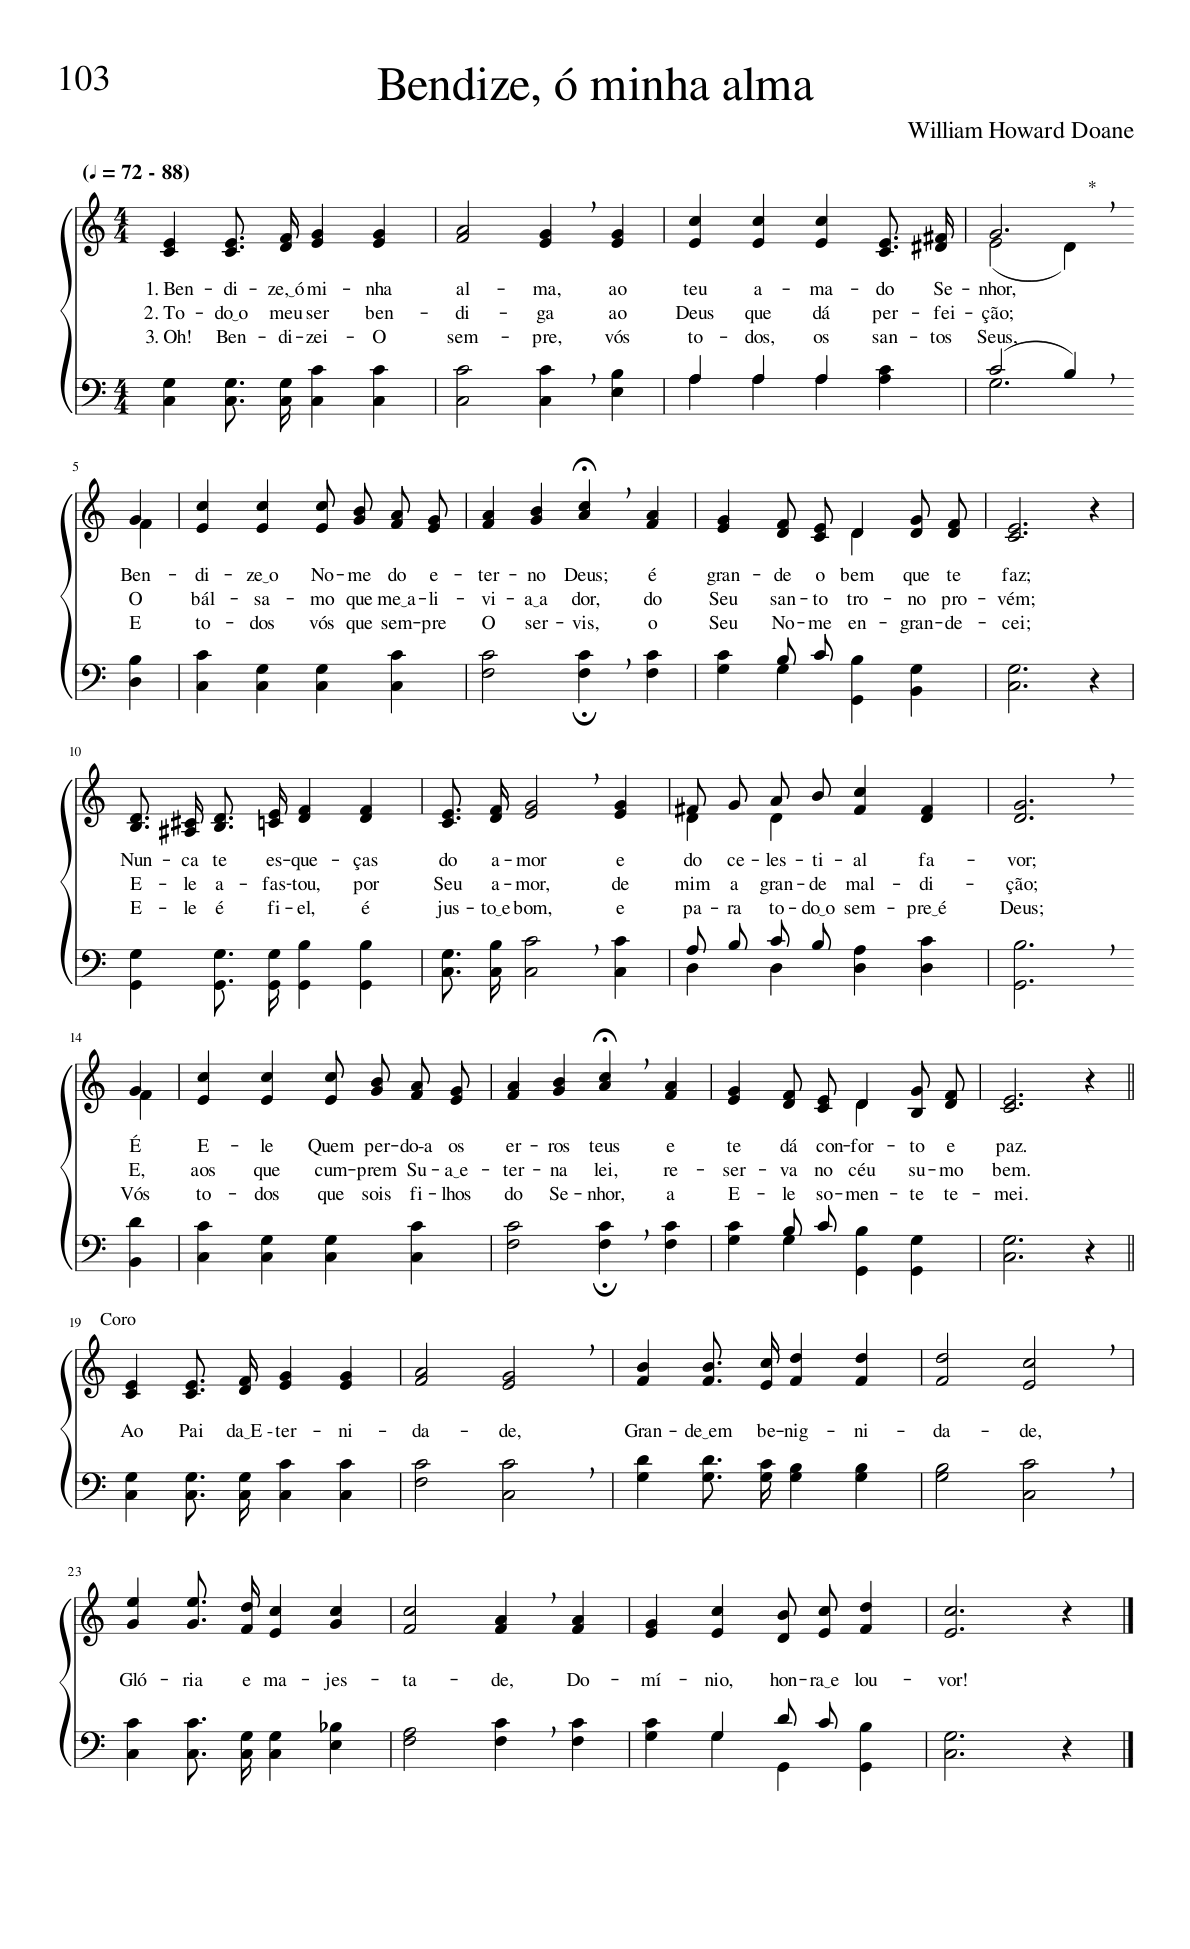 103
Bendize, ó minha alma
William Howard Doane
(♩ = 72 - 88)
*
4 4
1. Ben - di - ze,‿ó mi - nha al - ma, ao teu a - ma - do Se - nhor,
2. To - do‿o meu ser ben - di - ga ao Deus que dá per - fei - ção;
3. Oh! Ben - di - zei - O sem - pre, vós to - dos, os san - tos Seus,
4 4
5
Ben - di - ze‿o No - me do e - ter - no Deus; é gran - de o bem que te faz;
O bál - sa - mo que me‿a - li - vi - a‿a dor, do Seu san - to tro - no pro - vém;
E to - dos vós que sem - pre O ser - vis, o Seu No - me en - gran - de - cei;
10
Nun - ca te es - que - ças do a - mor e do ce - les - ti - al fa - vor;
E - le a - fas - tou, por Seu a - mor, de mim a gran - de mal - di - ção;
E - le é fi - el, é jus - to‿e bom, e pa - ra to - do‿o sem - pre‿é Deus;
14
É E - le Quem per - do-a os er - ros teus e te dá con - for - to e paz.
E, aos que cum - prem Su - a‿e - ter - na lei, re - ser - va no céu su - mo bem.
Vós to - dos que sois fi - lhos do Se - nhor, a E - le so - men - te te - mei.
19 Coro
Ao Pai da‿E - ter - ni - da - de, Gran - de‿em be - nig - ni - da - de,
23
Gló - ria e ma - jes - ta - de, Do - mí - nio, hon - ra‿e lou - vor!